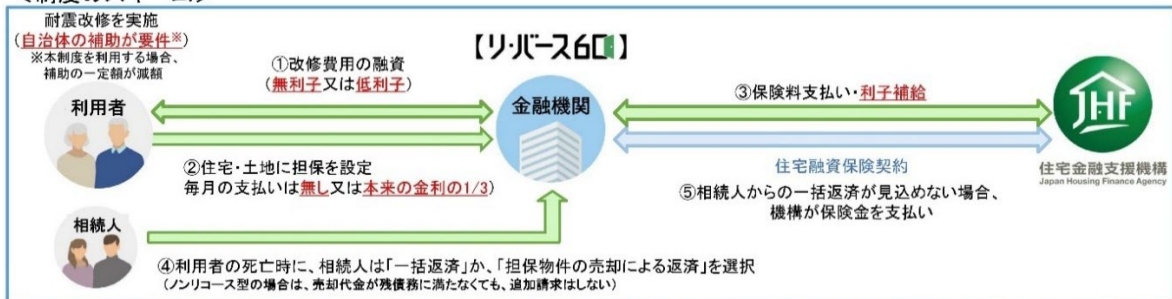 耐震改修を実施
(自治体の補助が要件※)
※本制度を利用する場合、
補助の一定額が減額
利用者
①改修費用の融資
(無利子又は低利子)
【リ・バース60】
金融機関
③保険料支払い・利子補給
JHF
住宅金融支援機構
Japan Housing Finance Agency
②住宅・土地に担保を設定
毎月の支払いは無し又は本来の金利の1/3)
住宅融資保険契約
⑤相続人からの一括返済が見込めない場合、
機構が保険金を支払い
相続人
④利用者の死亡時に、相続人は「一括返済」か、「担保物件の売却による返済」を選択
(ノンリコース型の場合は、売却代金が残債務に満たなくても、追加請求はしない)